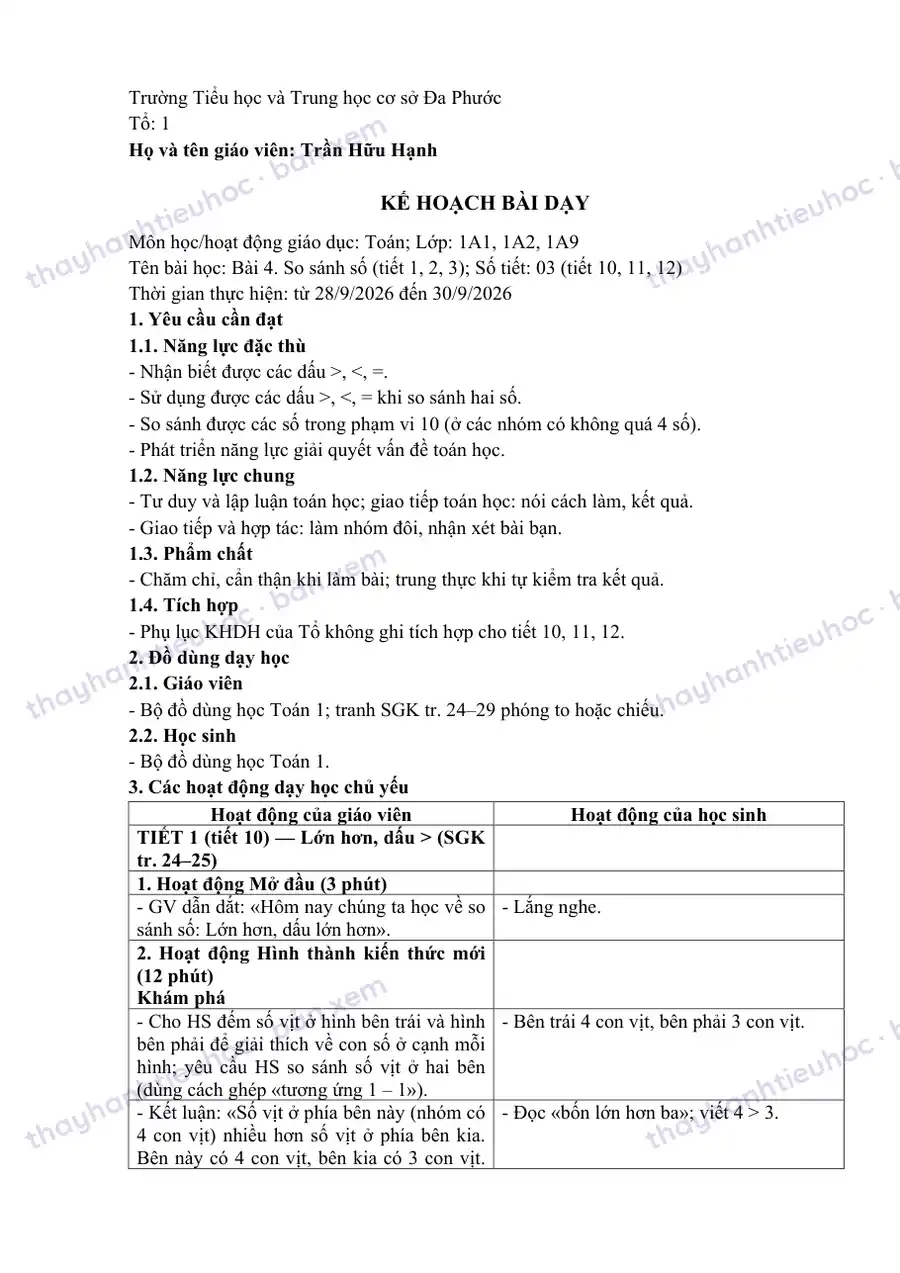 Trường Tiểu học và Trung học cơ sở Đa Phước
Tổ: 1
Họ và tên giáo viên: Trần Hữu Hạnh
KẾ HOẠCH BÀI DẠY
Môn học/hoạt động giáo dục: Toán; Lớp: 1A1, 1A2, 1A9
Tên bài học: Bài 4. So sánh số (tiết 1, 2, 3); Số tiết: 03 (tiết 10, 11, 12)
Thời gian thực hiện: từ 28/9/2026 đến 30/9/2026
1. Yêu cầu cần đạt
1.1. Năng lực đặc thù
- Nhận biết được các dấu >, <, =.
- Sử dụng được các dấu >, <, = khi so sánh hai số.
- So sánh được các số trong phạm vi 10 (ở các nhóm có không quá 4 số).
- Phát triển năng lực giải quyết vấn đề toán học.
1.2. Năng lực chung
- Tư duy và lập luận toán học; giao tiếp toán học: nói cách làm, kết quả.
- Giao tiếp và hợp tác: làm nhóm đôi, nhận xét bài bạn.
1.3. Phẩm chất
- Chăm chỉ, cẩn thận khi làm bài; trung thực khi tự kiểm tra kết quả.
1.4. Tích hợp
- Phụ lục KHDH của Tổ không ghi tích hợp cho tiết 10, 11, 12.
2. Đồ dùng dạy học
2.1. Giáo viên
- Bộ đồ dùng học Toán 1; tranh SGK tr. 24–29 phóng to hoặc chiếu.
2.2. Học sinh
- Bộ đồ dùng học Toán 1.
3. Các hoạt động dạy học chủ yếu
Hoạt động của giáo viên
Hoạt động của học sinh
TIẾT 1 (tiết 10) — Lớn hơn, dấu > (SGK
tr. 24–25)
1. Hoạt động Mở đầu (3 phút)
- GV dẫn dắt: «Hôm nay chúng ta học về so
sánh số: Lớn hơn, dấu lớn hơn».
- Lắng nghe.
2. Hoạt động Hình thành kiến thức mới
(12 phút)
Khám phá
- Cho HS đếm số vịt ở hình bên trái và hình
bên phải để giải thích về con số ở cạnh mỗi
hình; yêu cầu HS so sánh số vịt ở hai bên
(dùng cách ghép «tương ứng 1 – 1»).
- Bên trái 4 con vịt, bên phải 3 con vịt.
- Kết luận: «Số vịt ở phía bên này (nhóm có
4 con vịt) nhiều hơn số vịt ở phía bên kia.
Bên này có 4 con vịt, bên kia có 3 con vịt.
- Đọc «bốn lớn hơn ba»; viết 4 > 3.
thayhanhtieuhoc · bản xem
thayhanhtieuhoc · b
thayhanhtieuhoc · bản xem
thayhanhtieuhoc · b
thayhanhtieuhoc · bản xem
thayhanhtieuhoc · b